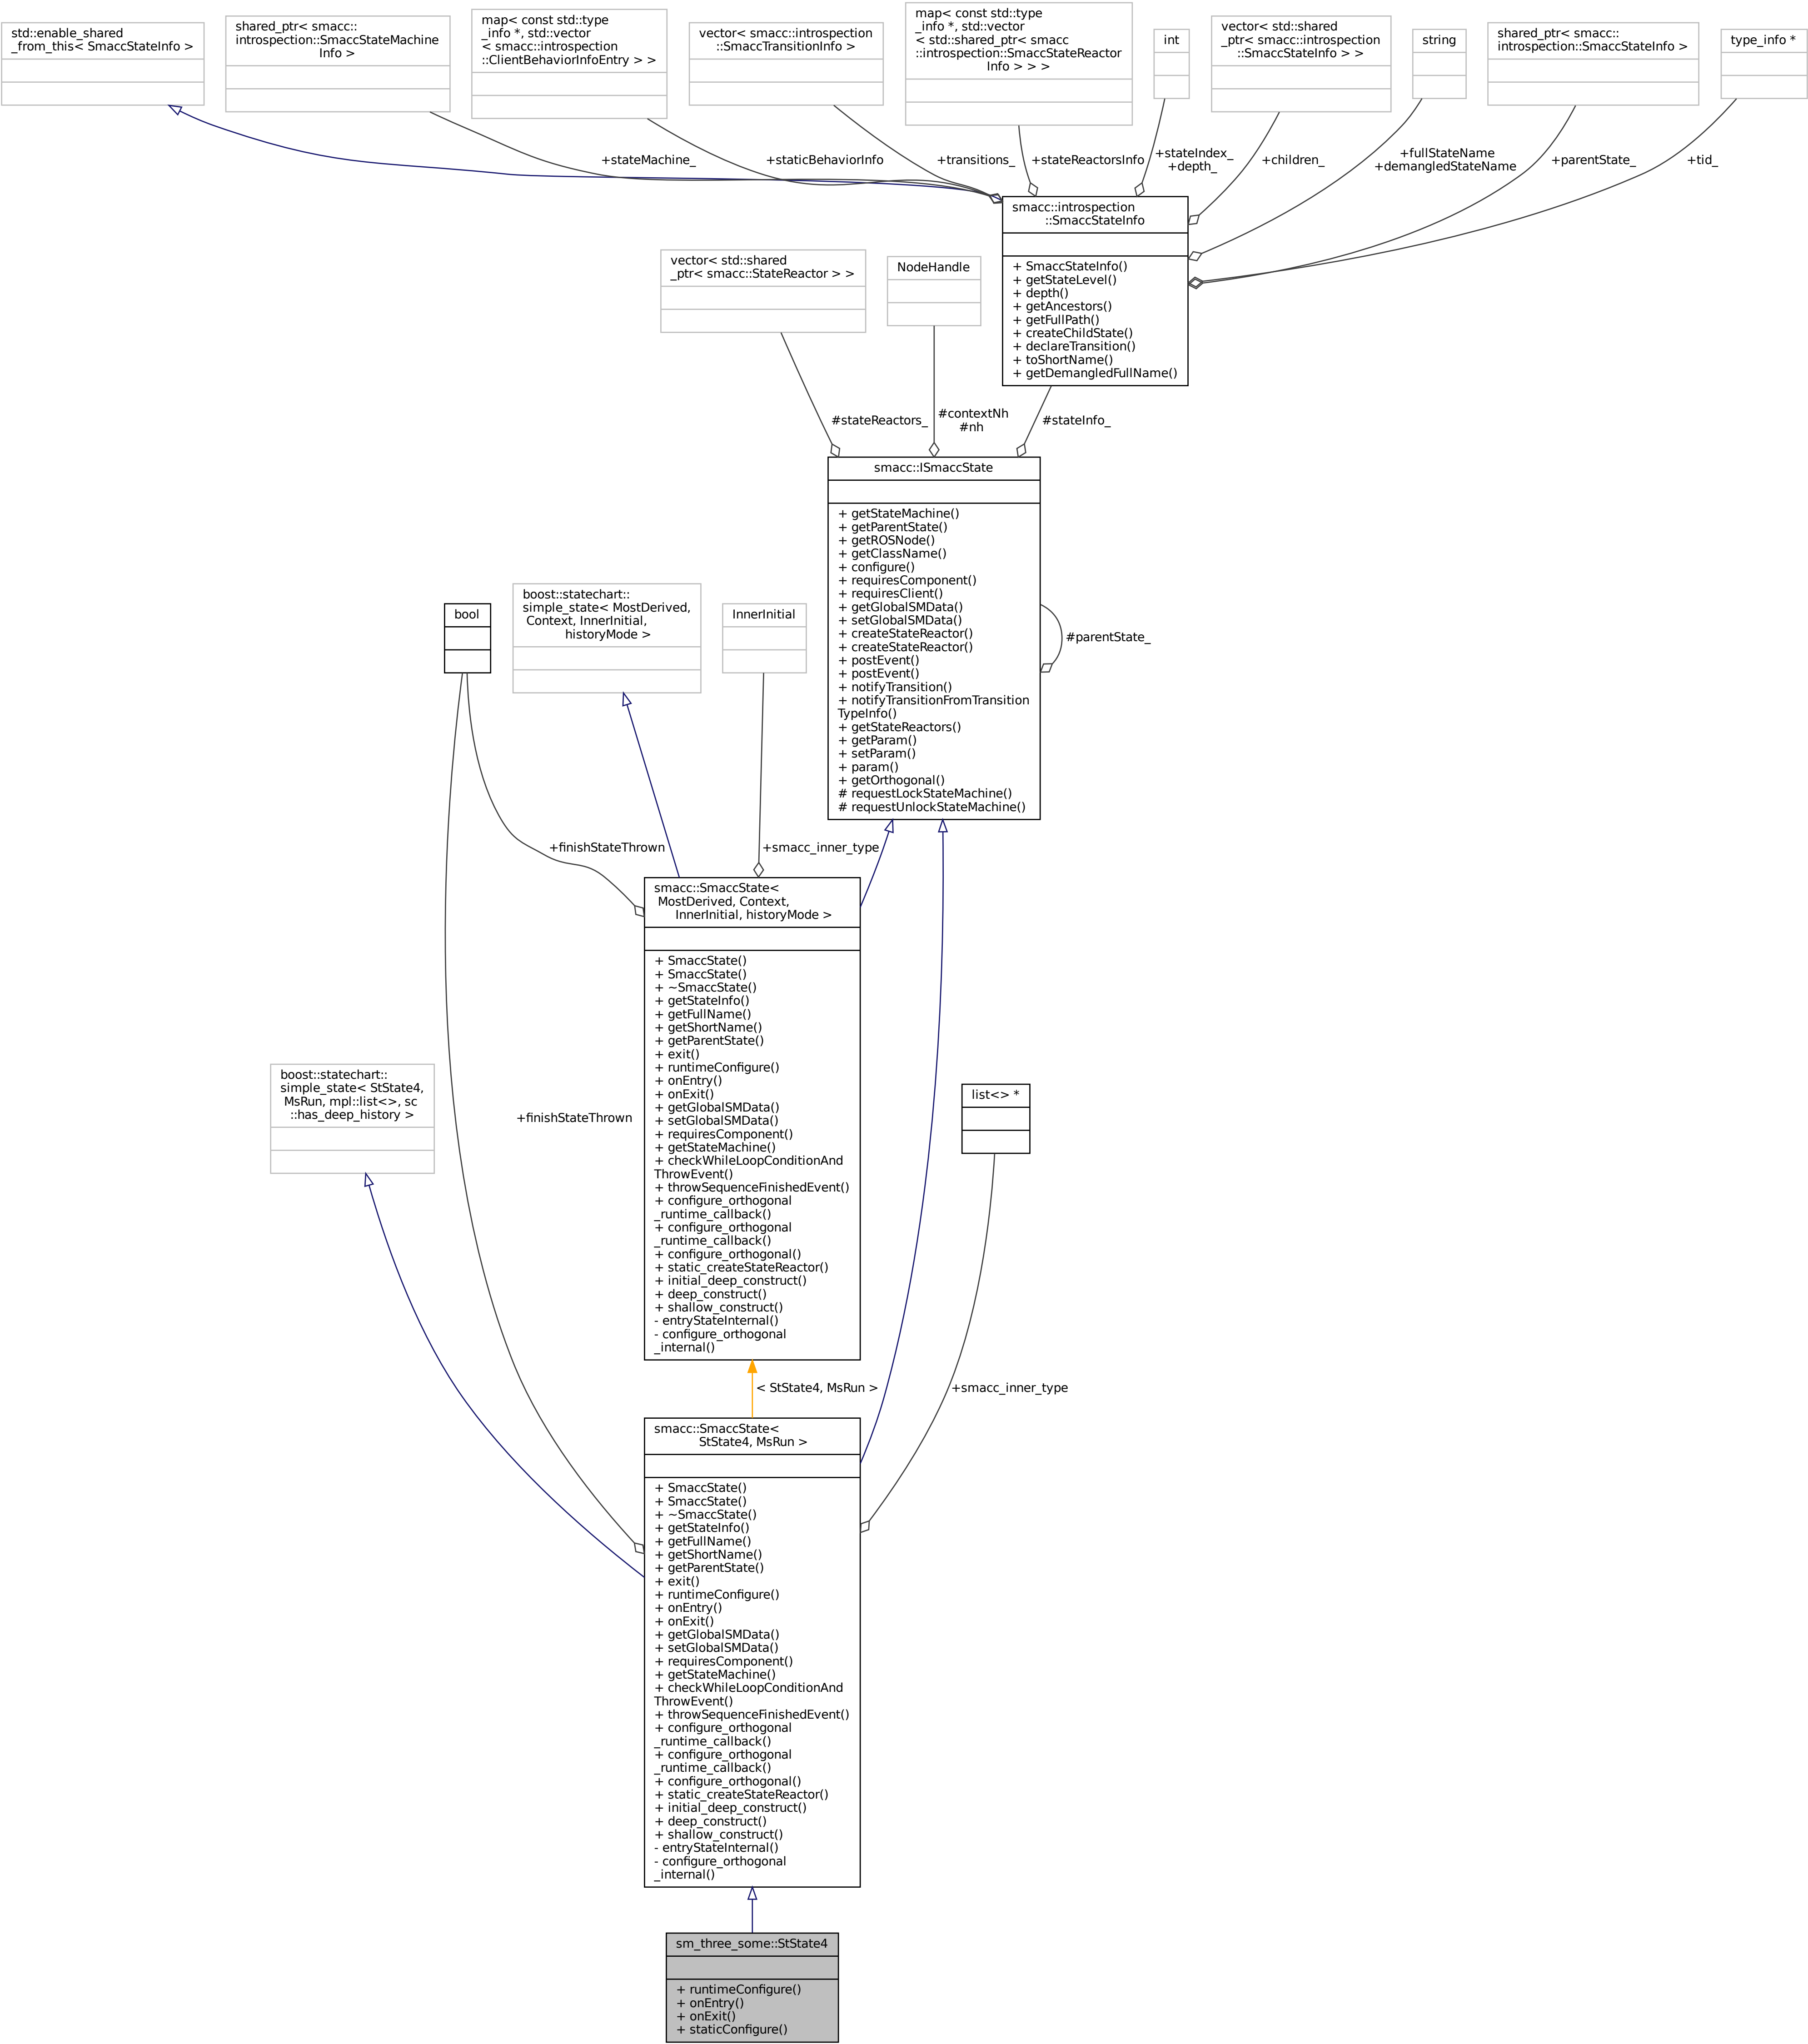 std::enable_shared
_from_this< SmaccStateInfo >
shared_ptr< smacc::
introspection::SmaccStateMachine
Info >
map< const std::type
_info *, std::vector
< smacc::introspection
::ClientBehaviorInfoEntry > >
vector< smacc::introspection
::SmaccTransitionInfo >
map< const std::type
_info *, std::vector
< std::shared_ptr< smacc
::introspection::SmaccStateReactor
Info > > >
int
vector< std::shared
_ptr< smacc::introspection
::SmaccStateInfo > >
string
shared_ptr< smacc::
introspection::SmaccStateInfo >
type_info *
+stateMachine_
+staticBehaviorInfo
+transitions_
+stateReactorsInfo
+stateIndex_
+depth_
+children_
+fullStateName
+demangledStateName
+parentState_
+tid_
smacc::introspection
::SmaccStateInfo
+ SmaccStateInfo()
+ getStateLevel()
+ depth()
+ getAncestors()
+ getFullPath()
+ createChildState()
+ declareTransition()
+ toShortName()
+ getDemangledFullName()
vector< std::shared
_ptr< smacc::StateReactor > >
NodeHandle
#stateReactors_
#contextNh
#nh
#stateInfo_
smacc::ISmaccState
+ getStateMachine()
+ getParentState()
+ getROSNode()
+ getClassName()
+ configure()
+ requiresComponent()
+ requiresClient()
+ getGlobalSMData()
+ setGlobalSMData()
+ createStateReactor()
+ createStateReactor()
+ postEvent()
+ postEvent()
+ notifyTransition()
+ notifyTransitionFromTransition
TypeInfo()
+ getStateReactors()
+ getParam()
+ setParam()
+ param()
+ getOrthogonal()
# requestLockStateMachine()
# requestUnlockStateMachine()
#parentState_
bool
boost::statechart::
simple_state< MostDerived,
Context, InnerInitial,
historyMode >
InnerInitial
+finishStateThrown
+smacc_inner_type
smacc::SmaccState<
MostDerived, Context,
InnerInitial, historyMode >
+ SmaccState()
+ SmaccState()
+ ~SmaccState()
+ getStateInfo()
+ getFullName()
+ getShortName()
+ getParentState()
+ exit()
+ runtimeConfigure()
+ onEntry()
+ onExit()
+ getGlobalSMData()
+ setGlobalSMData()
+ requiresComponent()
+ getStateMachine()
+ checkWhileLoopConditionAnd
ThrowEvent()
+ throwSequenceFinishedEvent()
+ configure_orthogonal
_runtime_callback()
+ configure_orthogonal
_runtime_callback()
+ configure_orthogonal()
+ static_createStateReactor()
+ initial_deep_construct()
+ deep_construct()
+ shallow_construct()
- entryStateInternal()
- configure_orthogonal
_internal()
boost::statechart::
simple_state< StState4,
MsRun, mpl::list<>, sc
::has_deep_history >
+finishStateThrown
list<> *
< StState4, MsRun >
+smacc_inner_type
smacc::SmaccState<
StState4, MsRun >
+ SmaccState()
+ SmaccState()
+ ~SmaccState()
+ getStateInfo()
+ getFullName()
+ getShortName()
+ getParentState()
+ exit()
+ runtimeConfigure()
+ onEntry()
+ onExit()
+ getGlobalSMData()
+ setGlobalSMData()
+ requiresComponent()
+ getStateMachine()
+ checkWhileLoopConditionAnd
ThrowEvent()
+ throwSequenceFinishedEvent()
+ configure_orthogonal
_runtime_callback()
+ configure_orthogonal
_runtime_callback()
+ configure_orthogonal()
+ static_createStateReactor()
+ initial_deep_construct()
+ deep_construct()
+ shallow_construct()
- entryStateInternal()
- configure_orthogonal
_internal()
sm_three_some::StState4
+ runtimeConfigure()
+ onEntry()
+ onExit()
+ staticConfigure()